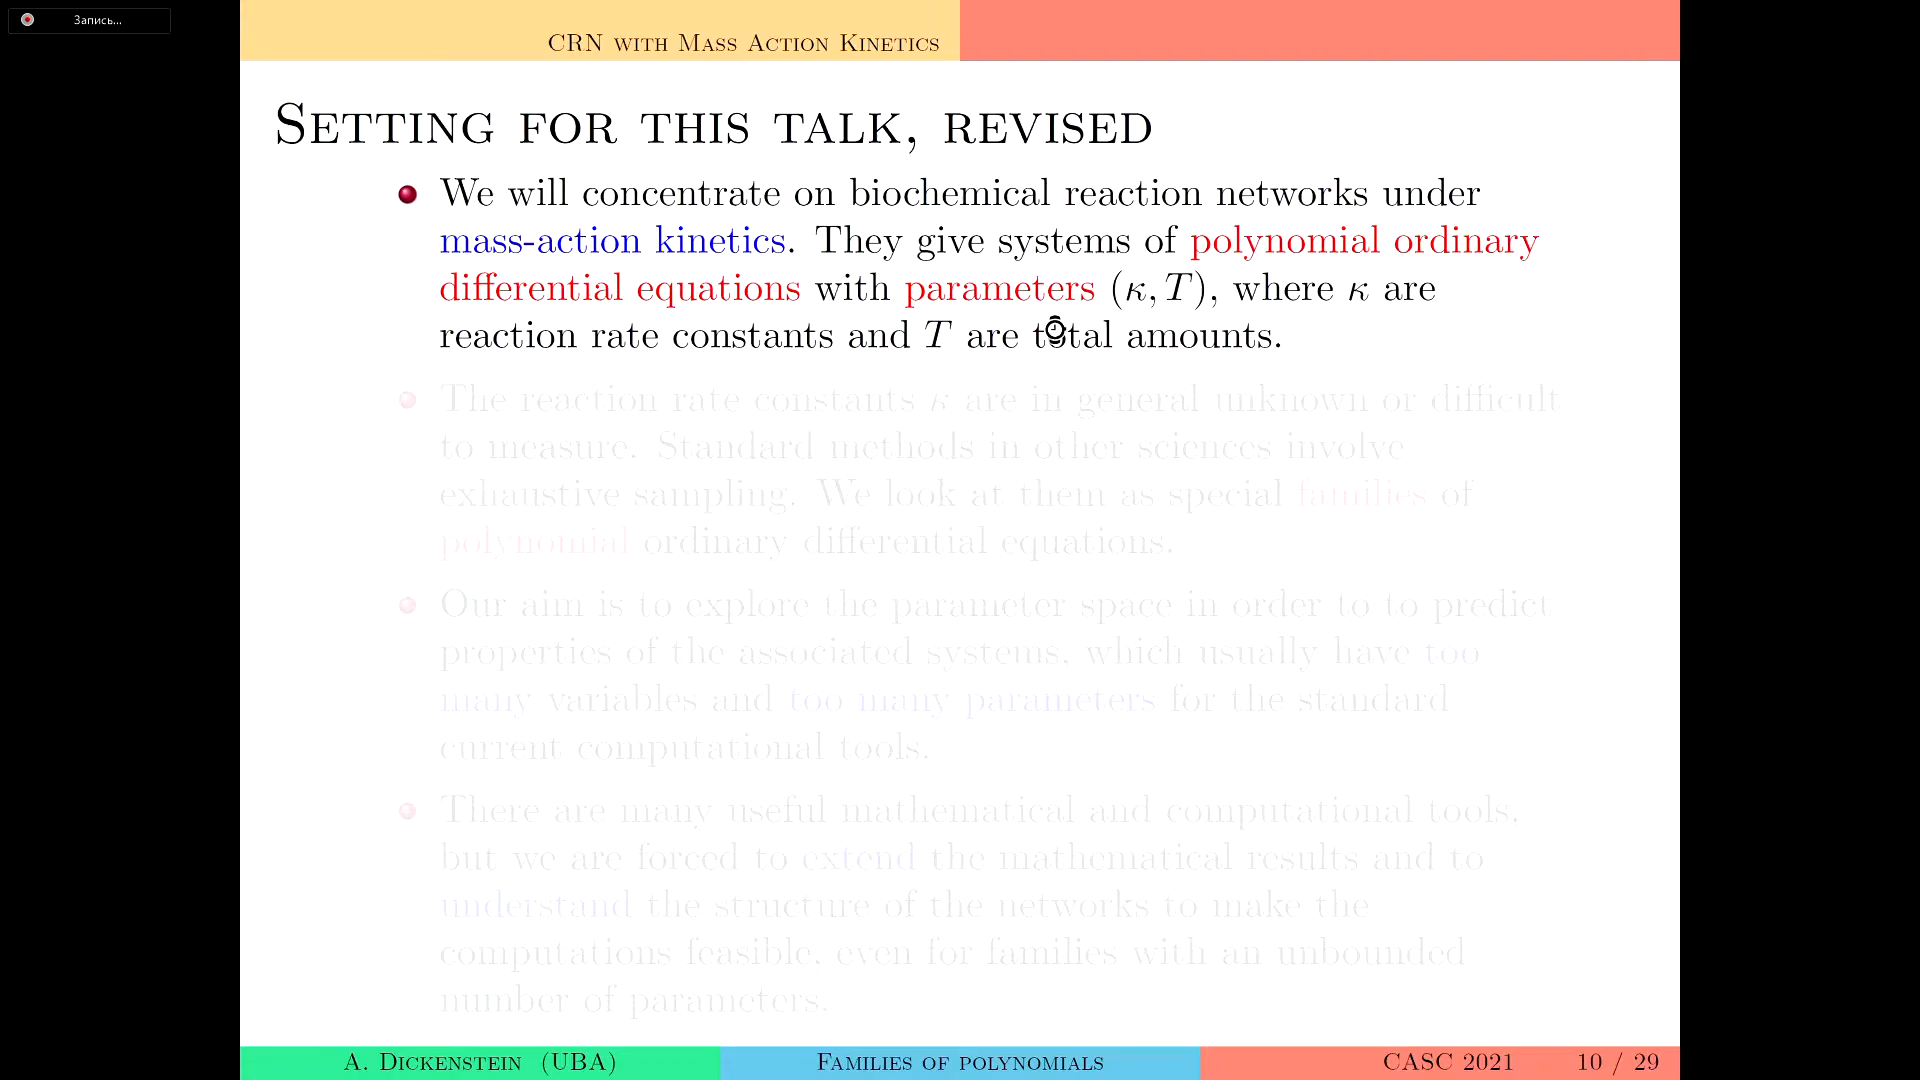 Запись...
CRN with Mass Action Kinetics
Setting for this talk, revised
We will concentrate on biochemical reaction networks under
mass-action kinetics. They give systems of polynomial ordinary
differential equations with parameters (κ, T), where κ are
reaction rate constants and T are total amounts.
The reaction rate constants κ are in general unknown or difficult
to measure. Standard methods in other sciences involve
exhaustive sampling. We look at them as special families of
polynomial ordinary differential equations.
Our aim is to explore the parameter space in order to to predict
properties of the associated systems, which usually have too
many variables and too many parameters for the standard
current computational tools.
There are many useful mathematical and computational tools,
but we are forced to extend the mathematical results and to
understand the structure of the networks to make the
computations feasible, even for families with an unbounded
number of parameters.
A. Dickenstein (UBA) Families of polynomials CASC 2021 10 / 29